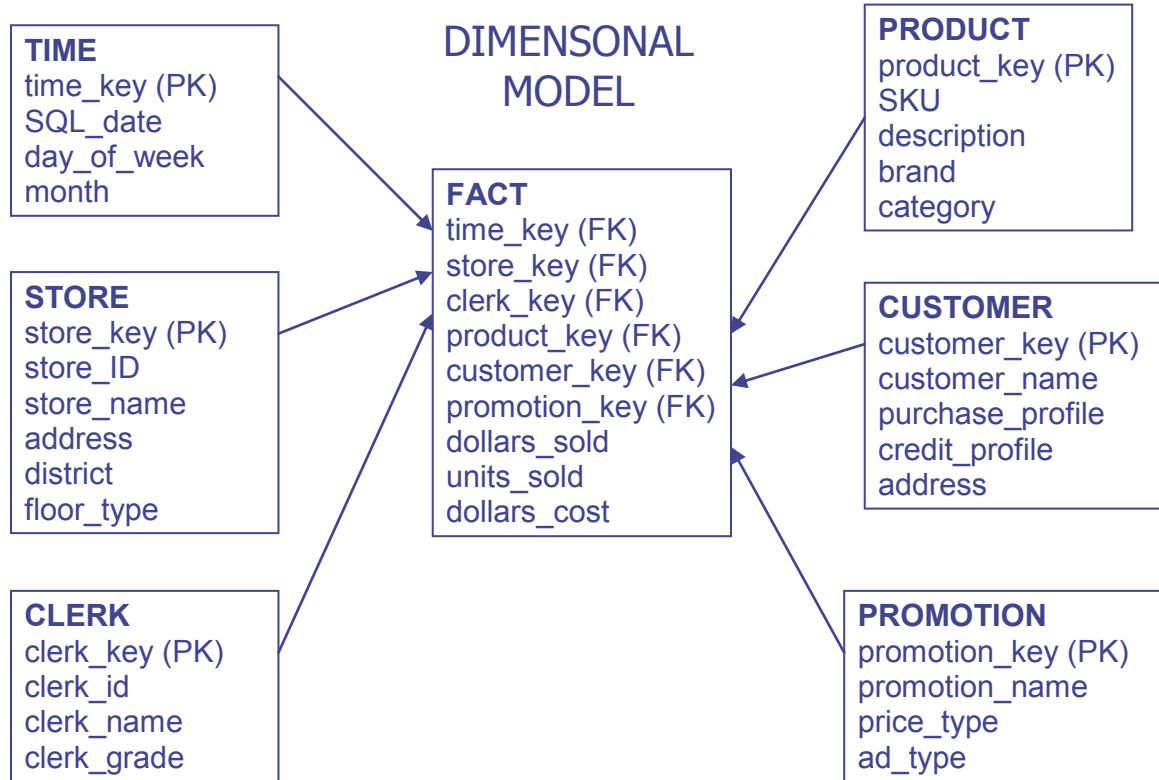 DIMENSONAL
MODEL
TIME
time_key (PK)
SQL_date
day_of_week
month
STORE
store_key (PK)
store_ID
store_name
address
district
floor_type
CLERK
clerk_key (PK)
clerk_id
clerk_name
clerk_grade
FACT
time_key (FK)
store_key (FK)
clerk_key (FK)
product_key (FK)
customer_key (FK)
promotion_key (FK)
dollars_sold
units_sold
dollars_cost
PRODUCT
product_key (PK)
SKU
description
brand
category
CUSTOMER
customer_key (PK)
customer_name
purchase_profile
credit_profile
address
PROMOTION
promotion_key (PK)
promotion_name
price_type
ad_type